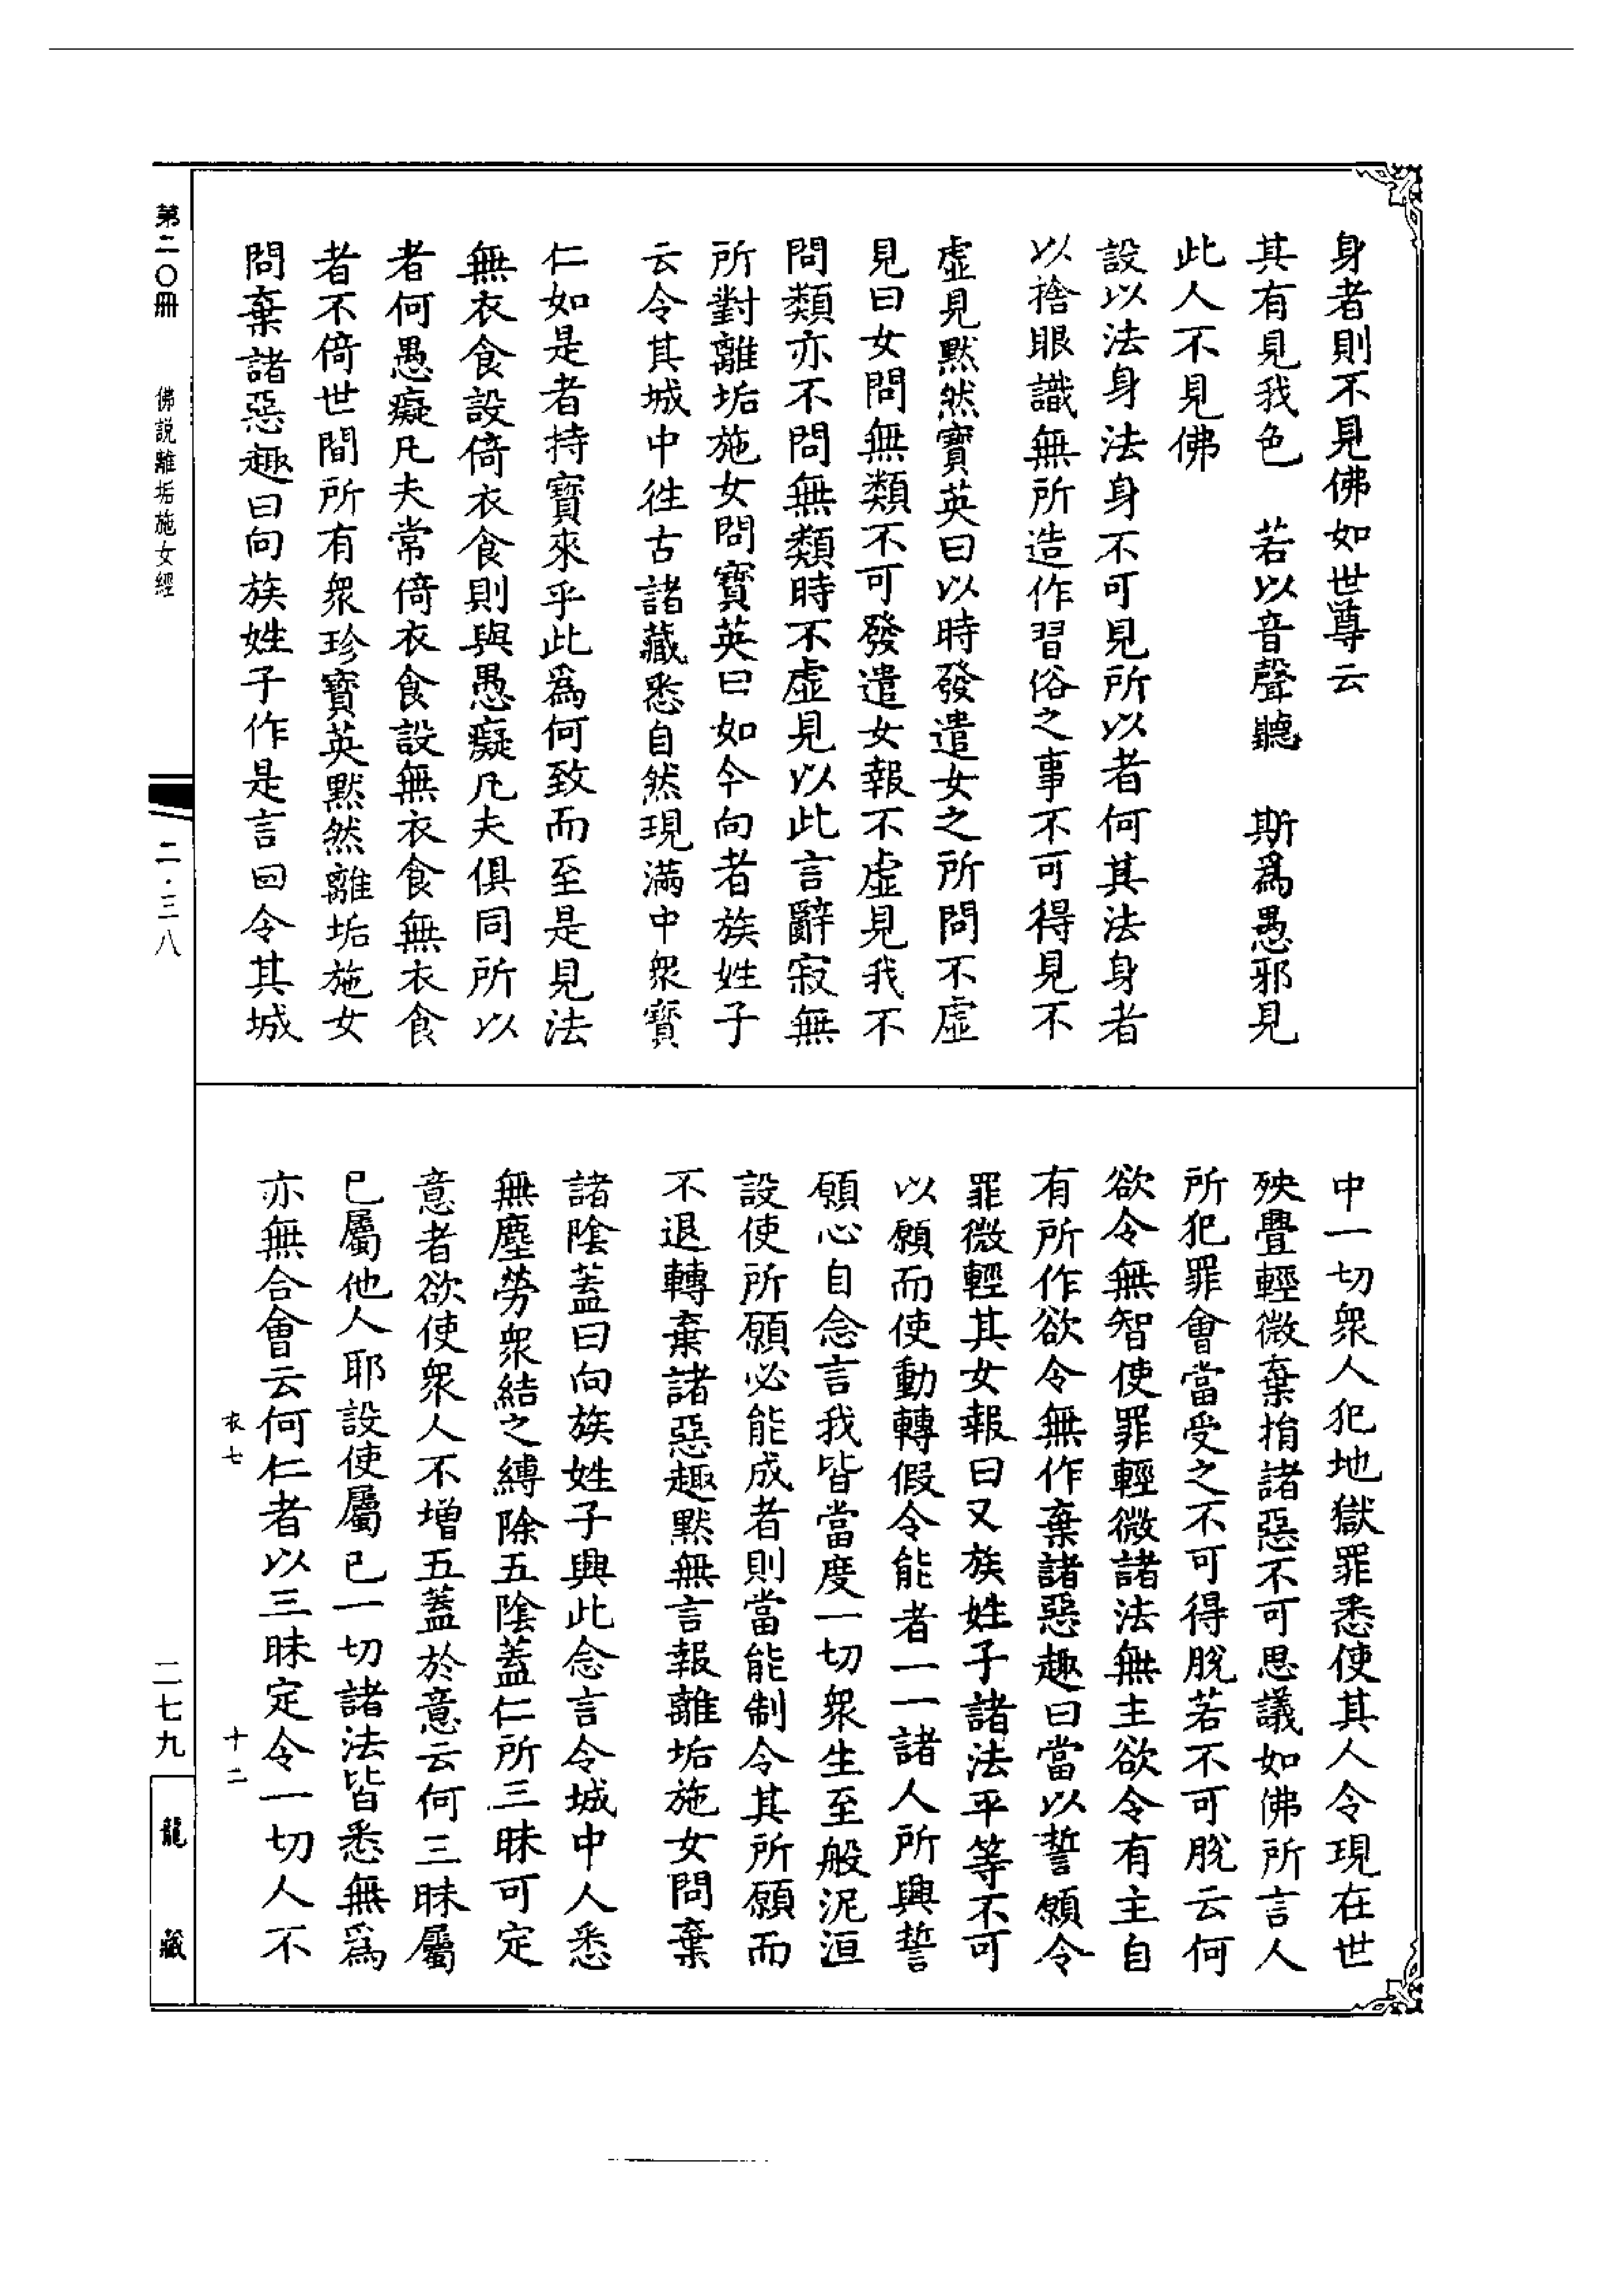 身者則不見佛如世尊云
其有見我色　若以音聲聽　斯爲愚邪見
此人不見佛
設以法身法身不可見所以者何其法身者
以捨眼識無所造作習俗之事不可得見不
虛見默然寶英曰以時發遣女之所問不虛
見曰女問無類不可發遣女報不虛見我不
問類亦不問無類時不虛見以此言辭寂無
所對離垢施女問寶英曰如今向者族姓子
云令其城中徃古諸藏悉自然現滿中衆寶
仁如是者持寶來乎此爲何致而至是見法
無衣食設倚衣食則與愚癡凡夫俱同所以
者何愚癡凡夫常倚衣食設無衣食無衣食
者不倚世間所有衆珍寶英默然離垢施女
問棄諸惡趣曰向族姓子作是言曰令其城
中一切衆人犯地獄罪悉使其人令現在世
殃疊輕微棄捐諸惡不可思議如佛所言人
所犯罪會當受之不可得脫若不可脫云何
欲令無智使罪輕微諸法無主欲令有主自
有所作欲令無作棄諸惡趣曰當以誓願令
罪微輕其女報曰又族姓子諸法平等不可
以願而使動轉假令能者一一諸人所興誓
願心自念言我皆當度一切衆生至般泥洹
設使所願必能成者則當能制令其所願而
不退轉棄諸惡趣默無言報離垢施女問棄
諸陰蓋曰向族姓子興此念言令城中人悉
無塵勞衆結之縛除五陰蓋仁所三昧可定
意者欲使衆人不增五蓋於意云何三昧屬
已屬他人耶設使屬已一切諸法皆悉無爲
亦無合會云何仁者以三昧定令一切人不
衣七
十二
第二〇冊
佛説離垢施女經
二·三八
二七九
龍藏